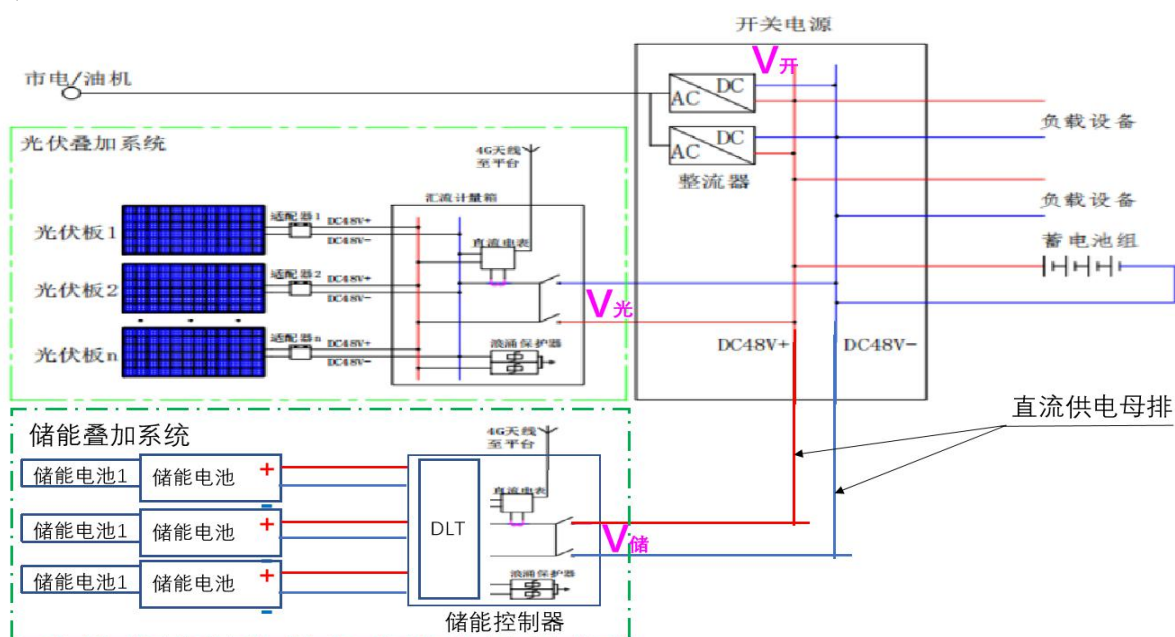 开关电源
V开
市电/油机
AC DC
AC DC
整流器
负载设备
负载设备
蓄电池组
光伏叠加系统
4G天线
至平台
汇流计量箱
光伏板1
适配器1
DC48V+
DC48V-
直流电表
光伏板2
适配器2
DC48V+
DC48V-
V光
光伏板n
适配器n
DC48V+
DC48V-
浪涌保护器
DC48V+
DC48V-
直流供电母排
储能叠加系统
4G天线
至平台
储能电池1
储能电池
+
-
直流电表
储能电池1
储能电池
+
-
DLT
V储
储能电池1
储能电池
+
-
浪涌保护器
储能控制器